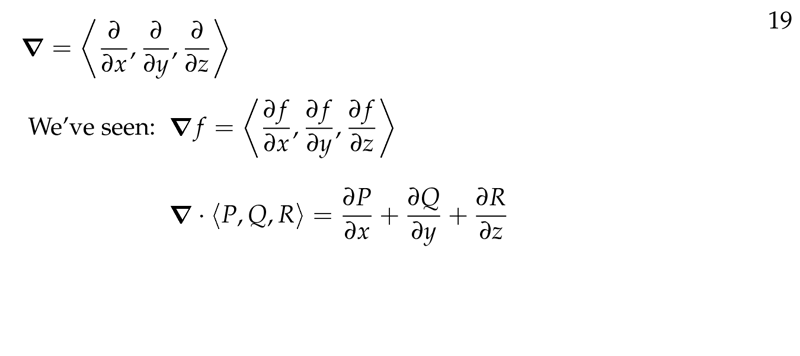 19
∇ = ⟨ ∂/∂x, ∂/∂y, ∂/∂z ⟩
We've seen: ∇f = ⟨ ∂f/∂x, ∂f/∂y, ∂f/∂z ⟩
∇ · ⟨P, Q, R⟩ = ∂P/∂x + ∂Q/∂y + ∂R/∂z